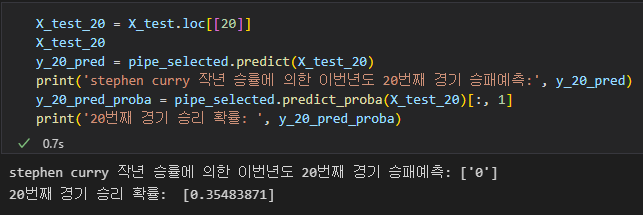 X_test_20 = X_test.loc[[20]]
X_test_20
y_20_pred = pipe_selected.predict(X_test_20)
print('stephen curry 작년 승률에 의한 이번년도 20번째 경기 승패예측:', y_20_pred)
y_20_pred_proba = pipe_selected.predict_proba(X_test_20)[:, 1]
print('20번째 경기 승리 확률: ', y_20_pred_proba)
✓ 0.7s
stephen curry 작년 승률에 의한 이번년도 20번째 경기 승패예측: ['0']
20번째 경기 승리 확률:  [0.35483871]